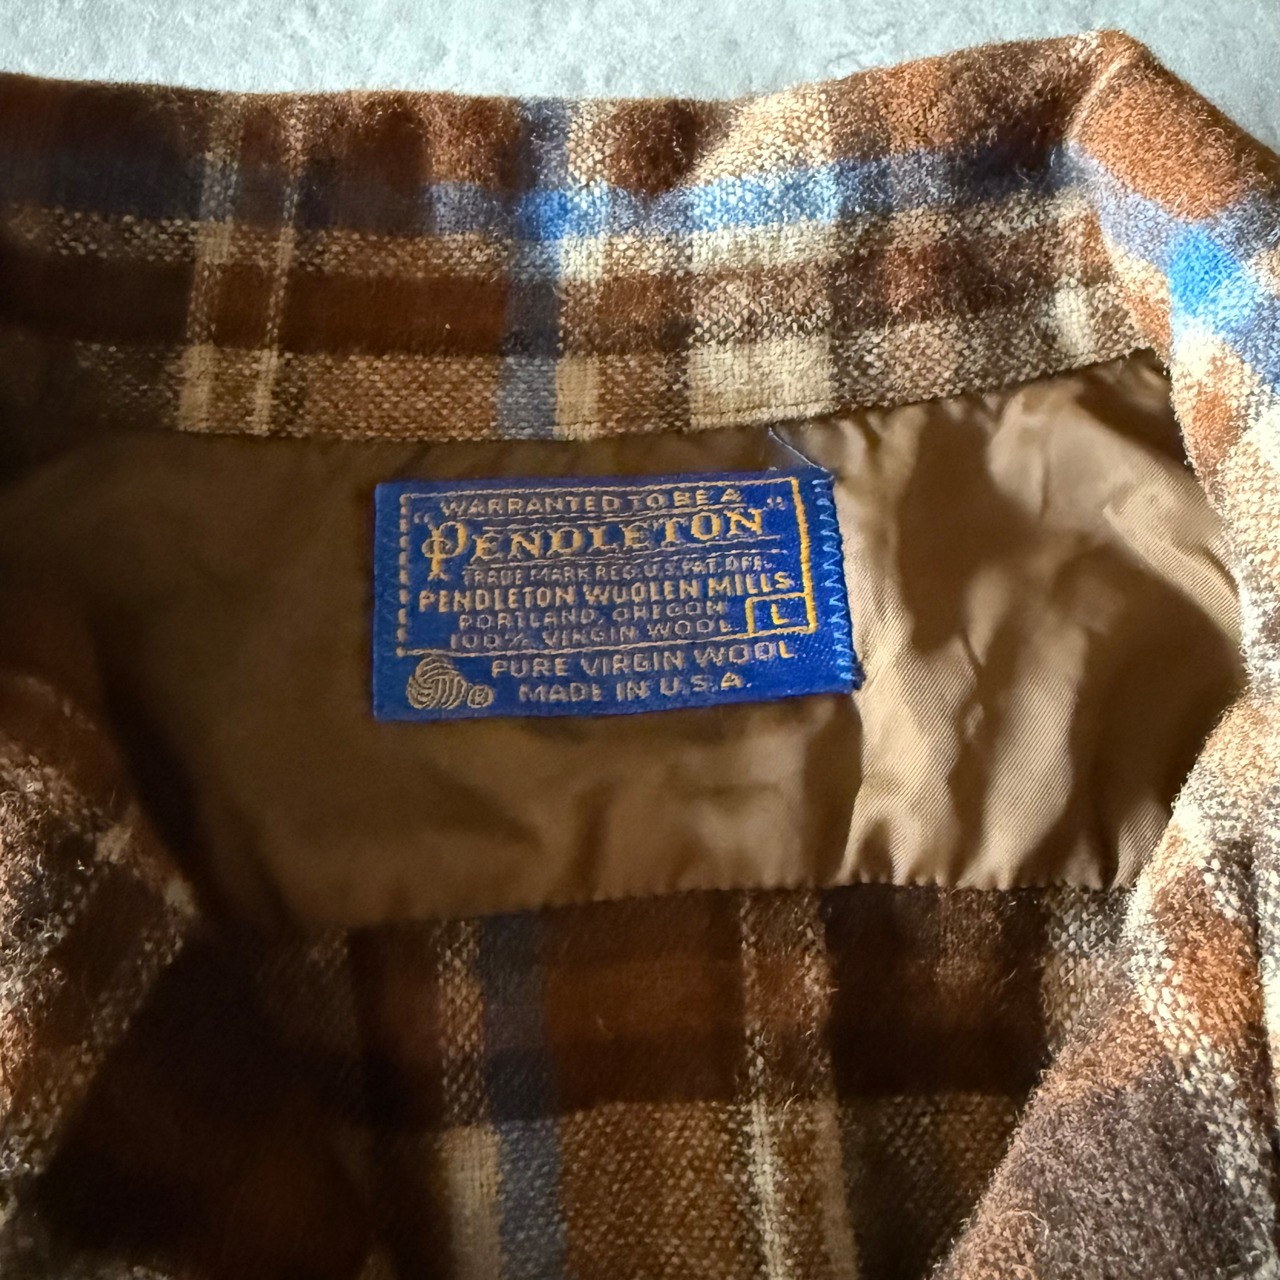 WARRANTED TO BE A
"PENDLETON"
TRADE MARK REG. U.S. PAT. OFF.
PENDLETON WOOLEN MILLS
PORTLAND, OREGON
L
100% VIRGIN WOOL
PURE VIRGIN WOOL
® MADE IN U.S.A.